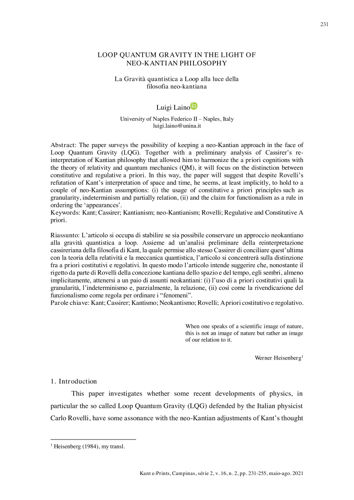 231
LOOP QUANTUM GRAVITY IN THE LIGHT OF
NEO-KANTIAN PHILOSOPHY
La Gravità quantistica a Loop alla luce della
filosofia neo-kantiana
Luigi Laino
University of Naples Federico II – Naples, Italy
luigi.laino@unina.it
Abstract: The paper surveys the possibility of keeping a neo-Kantian approach in the face of
Loop Quantum Gravity (LQG). Together with a preliminary analysis of Cassirer's re-
interpretation of Kantian philosophy that allowed him to harmonize the a priori cognitions with
the theory of relativity and quantum mechanics (QM), it will focus on the distinction between
constitutive and regulative a priori. In this way, the paper will suggest that despite Rovelli's
refutation of Kant's interpretation of space and time, he seems, at least implicitly, to hold to a
couple of neo-Kantian assumptions: (i) the usage of constitutive a priori principles such as
granularity, indeterminism and partially relation, (ii) and the claim for functionalism as a rule in
ordering the 'appearances'.
Keywords: Kant; Cassirer; Kantianism; neo-Kantianism; Rovelli; Regulative and Constitutive A
priori.
Riassunto: L'articolo si occupa di stabilire se sia possibile conservare un approccio neokantiano
alla gravità quantistica a loop. Assieme ad un'analisi preliminare della reinterpretazione
cassireriana della filosofia di Kant, la quale permise allo stesso Cassirer di conciliare quest'ultima
con la teoria della relatività e la meccanica quantistica, l'articolo si concentrerà sulla distinzione
fra a priori costitutivi e regolativi. In questo modo l'articolo intende suggerire che, nonostante il
rigetto da parte di Rovelli della concezione kantiana dello spazio e del tempo, egli sembri, almeno
implicitamente, attenersi a un paio di assunti neokantiani: (i) l'uso di a priori costitutivi quali la
granularità, l'indeterminismo e, parzialmente, la relazione, (ii) così come la rivendicazione del
funzionalismo come regola per ordinare i "fenomeni".
Parole chiave: Kant; Cassirer; Kantismo; Neokantismo; Rovelli; A priori costitutivo e regolativo.
When one speaks of a scientific image of nature,
this is not an image of nature but rather an image
of our relation to it.
Werner Heisenberg¹
1. Introduction
This paper investigates whether some recent developments of physics, in
particular the so called Loop Quantum Gravity (LQG) defended by the Italian physicist
Carlo Rovelli, have some assonance with the neo-Kantian adjustments of Kant's thought
¹ Heisenberg (1984), my transl.
Kant e-Prints, Campinas, série 2, v. 16, n. 2, pp. 231-255, maio-ago. 2021